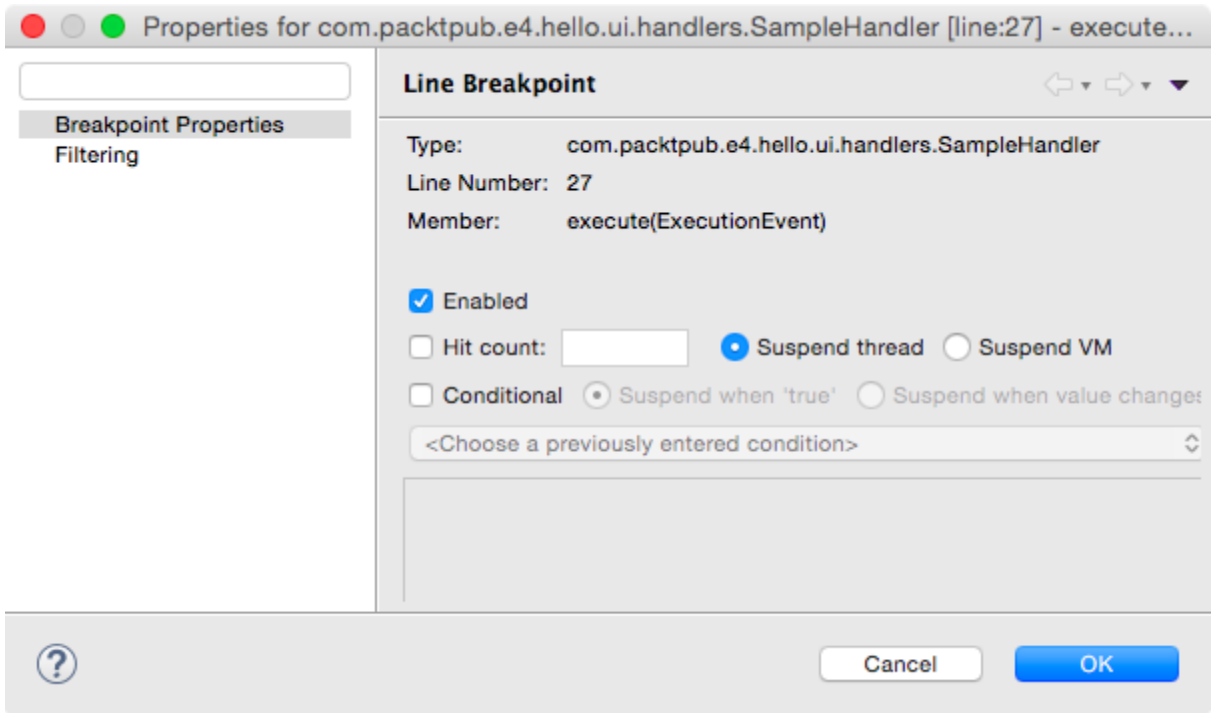 Properties for com.packtpub.e4.hello.ui.handlers.SampleHandler [line:27] - execute...
Breakpoint Properties
Filtering
Line Breakpoint
Type: com.packtpub.e4.hello.ui.handlers.SampleHandler
Line Number: 27
Member: execute(ExecutionEvent)
Enabled
Hit count: Suspend thread Suspend VM
Conditional Suspend when 'true' Suspend when value changes
<Choose a previously entered condition>
? Cancel OK